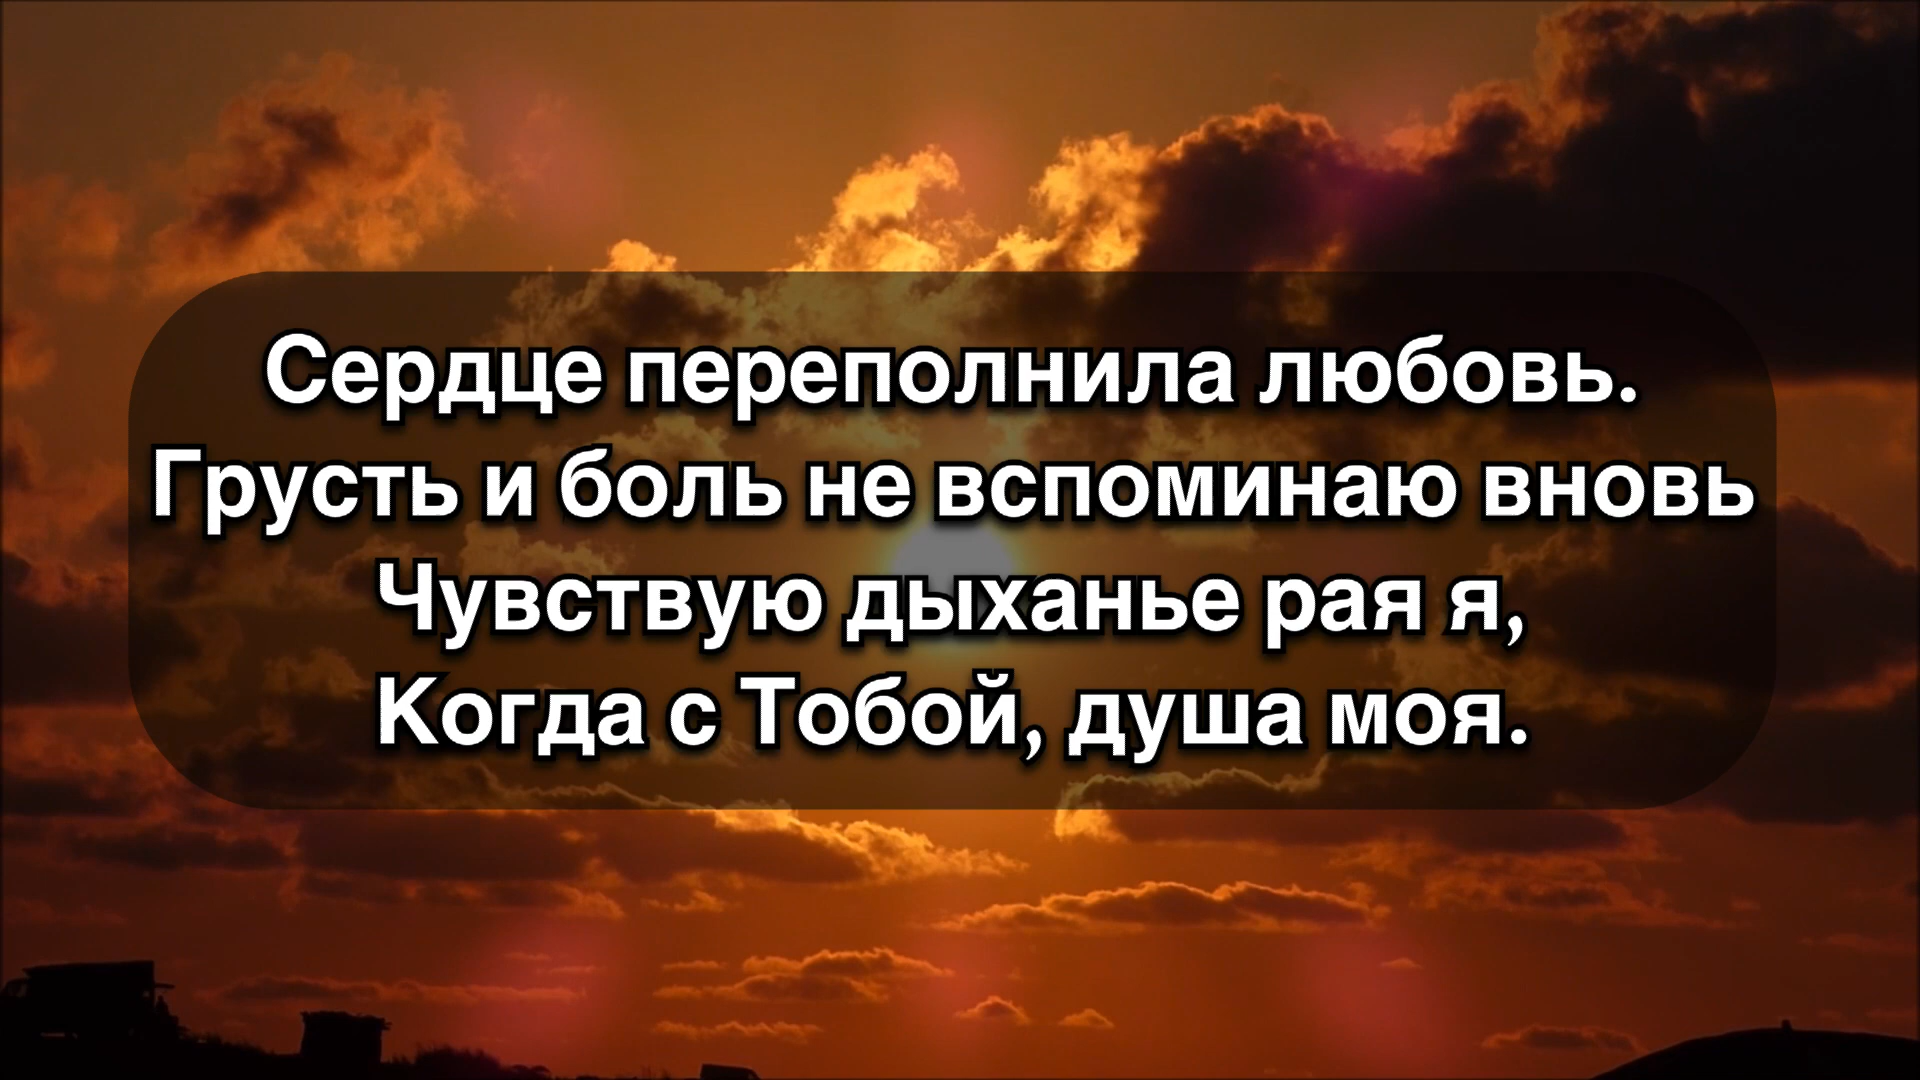 Сердце переполнила любовь.
Грусть и боль не вспоминаю вновь
Чувствую дыханье рая я,
Когда с Тобой, душа моя.